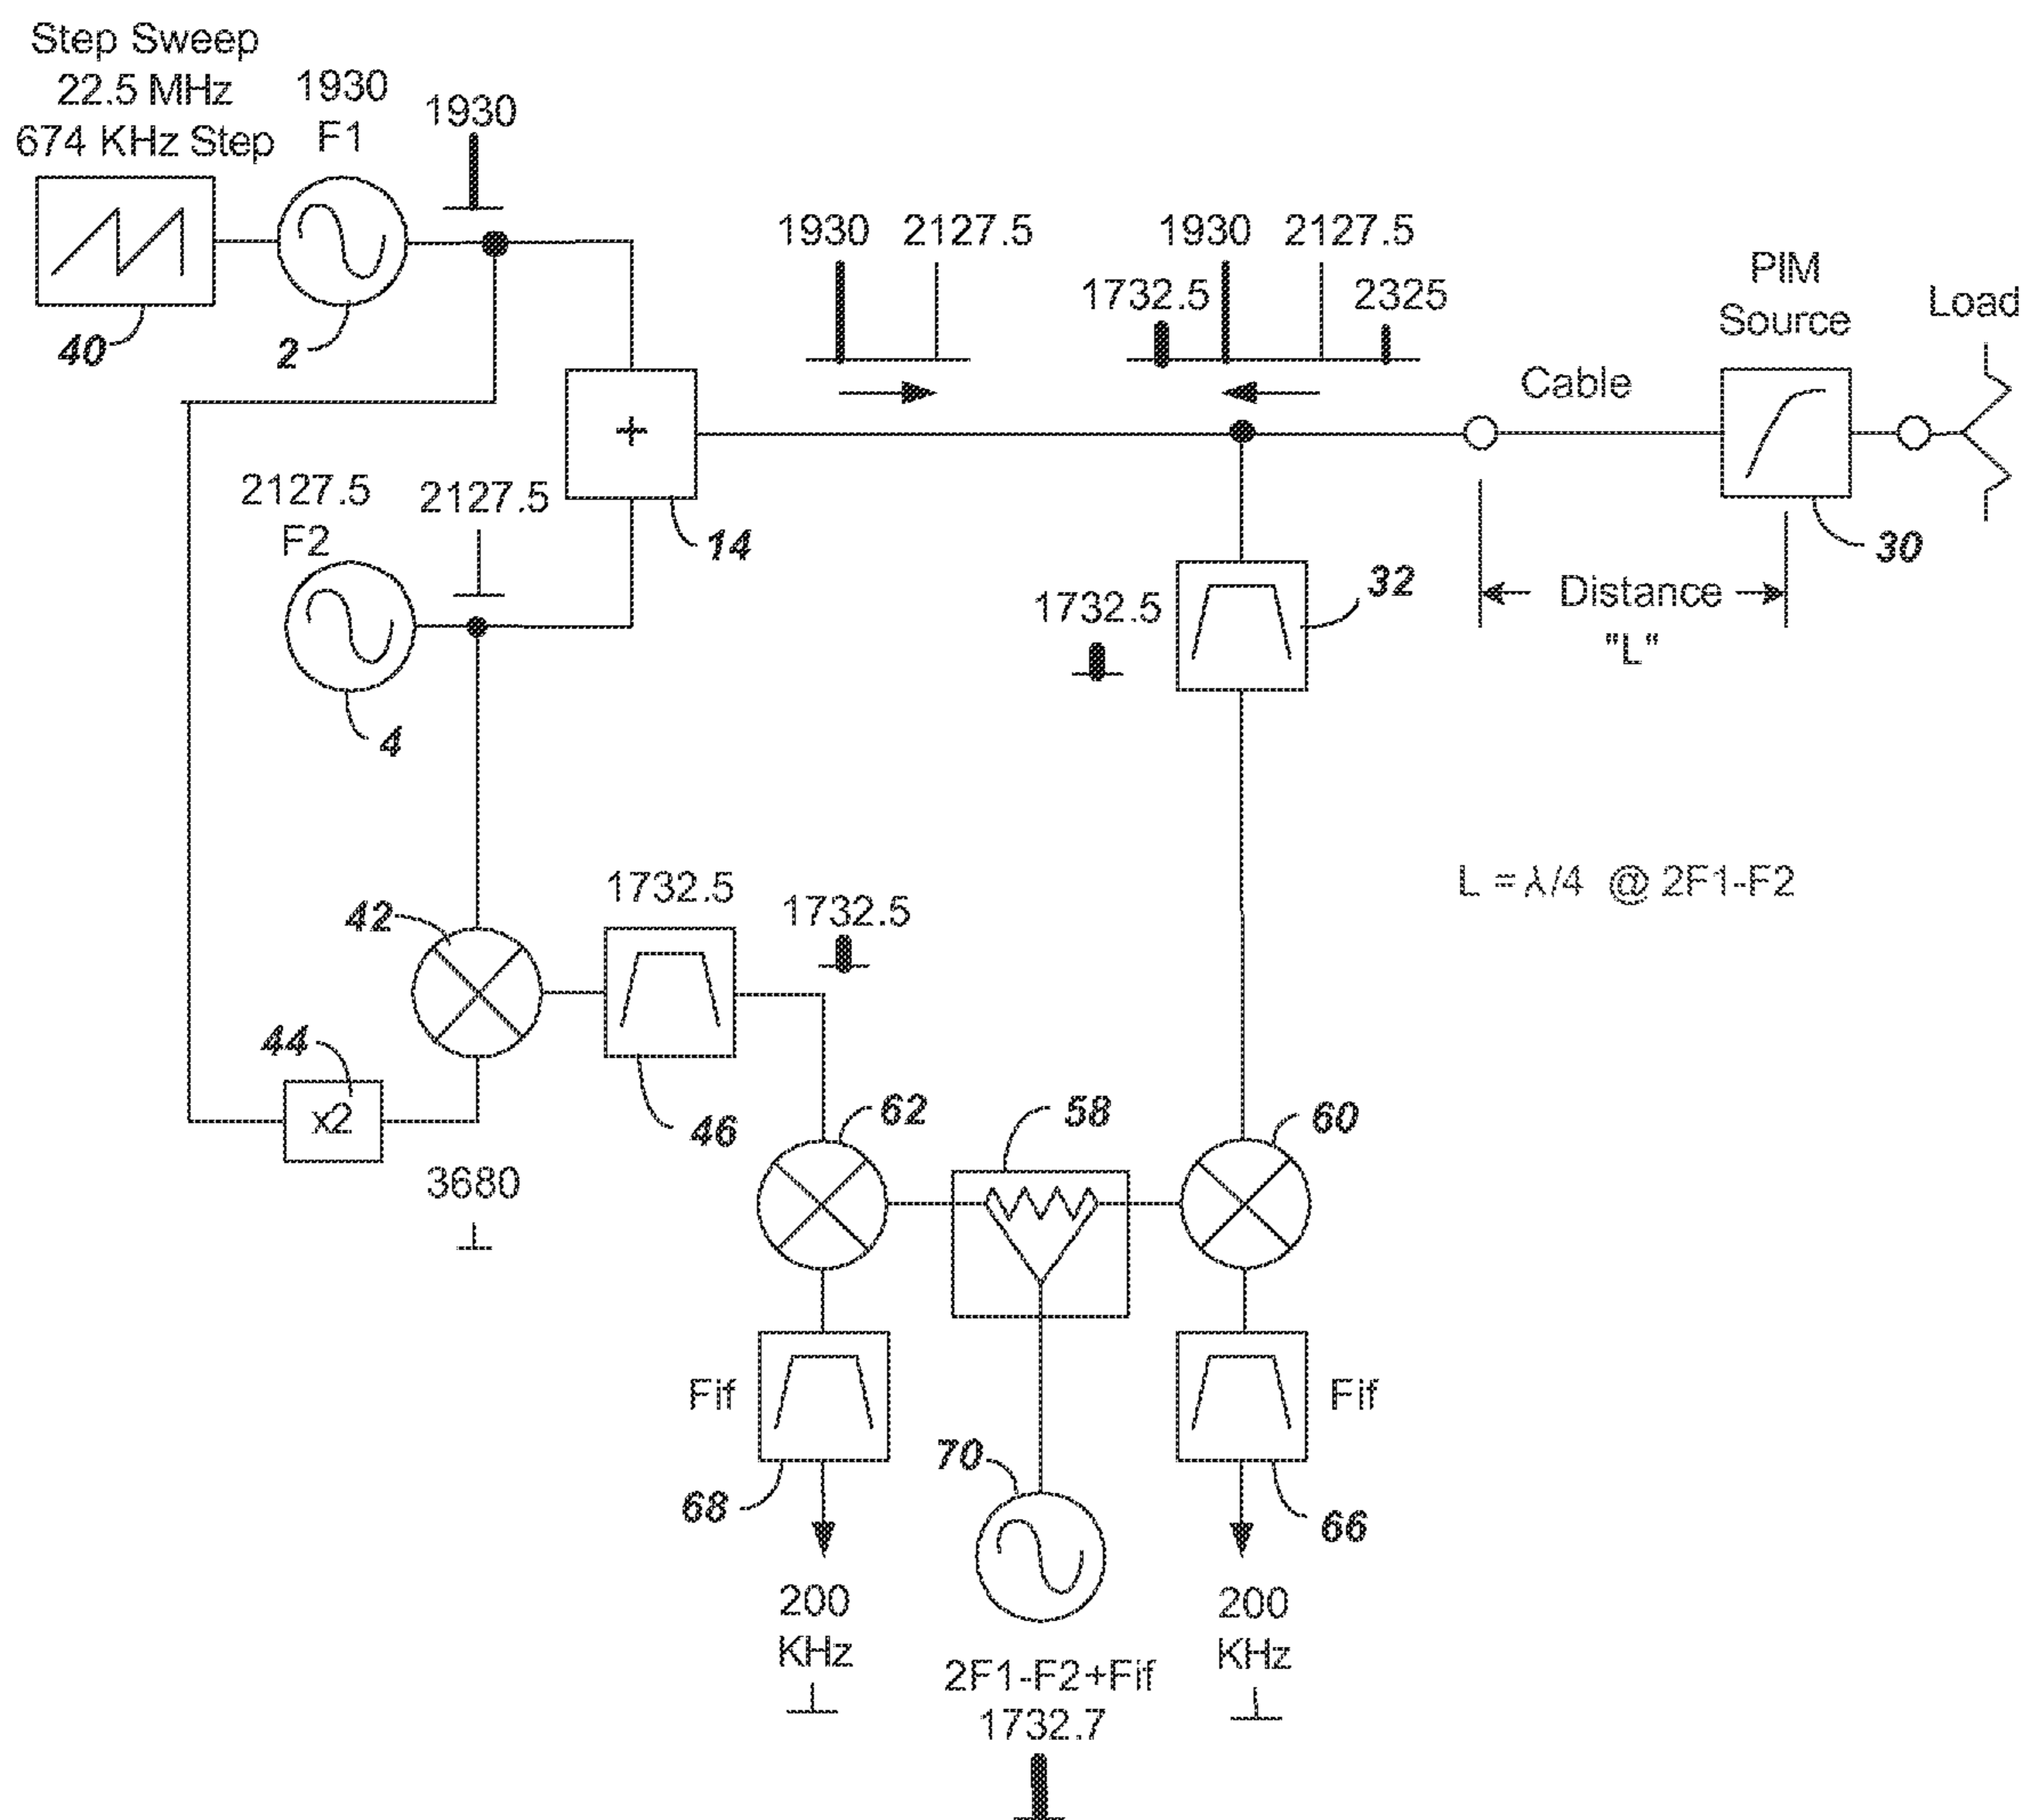 Step Sweep
22.5 MHz
674 KHz Step
1930
F1
1930
40
2
1930 2127.5
1930 2127.5
1732.5 2325
PIM
Source
Load
Cable
+
14
30
2127.5
F2
2127.5
4
32
1732.5
Distance
"L"
L = λ/4 @ 2F1-F2
42
1732.5
1732.5
44
x2
46
3680
62
58
60
Fif
Fif
68
70
66
200
KHz
200
KHz
2F1-F2+Fif
1732.7